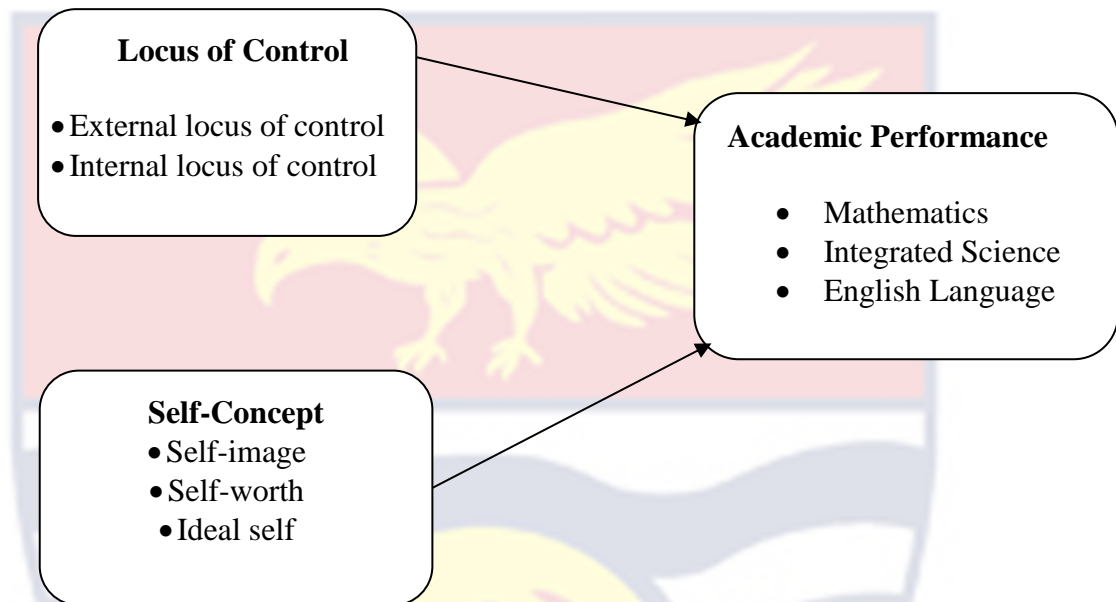 Locus of Control
• External locus of control
• Internal locus of control
Academic Performance
• Mathematics
• Integrated Science
• English Language
Self-Concept
• Self-image
• Self-worth
• Ideal self